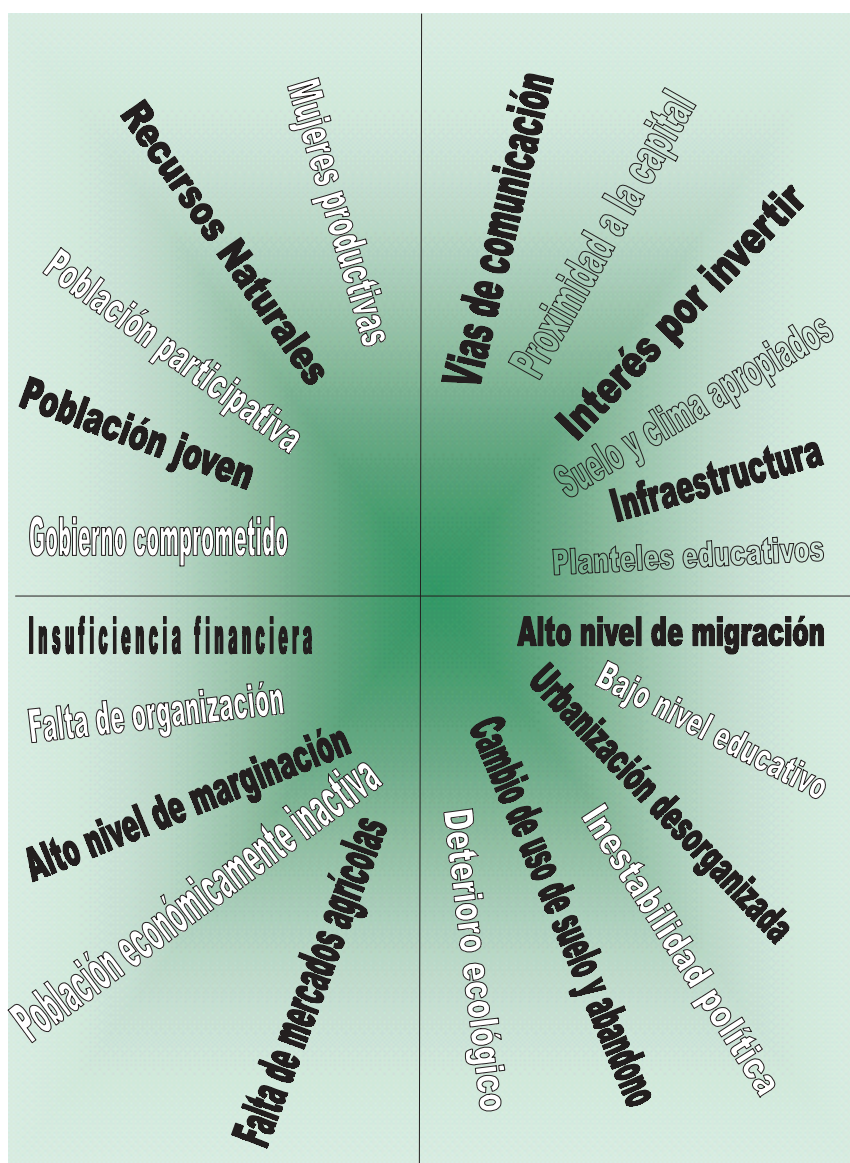 Mujeres productivas
Recursos Naturales
Población participativa
Población joven
Gobierno comprometido
Vias de comunicación
Proximidad a la capital
Interés por invertir
Suelo y clima apropiados
Infraestructura
Planteles educativos
Insuficiencia financiera
Falta de organización
Alto nivel de marginación
Población económicamente inactiva
Falta de mercados agrícolas
Alto nivel de migración
Bajo nivel educativo
Urbanización desorganizada
Inestabilidad política
Cambio de uso de suelo y abandono
Deterioro ecológico